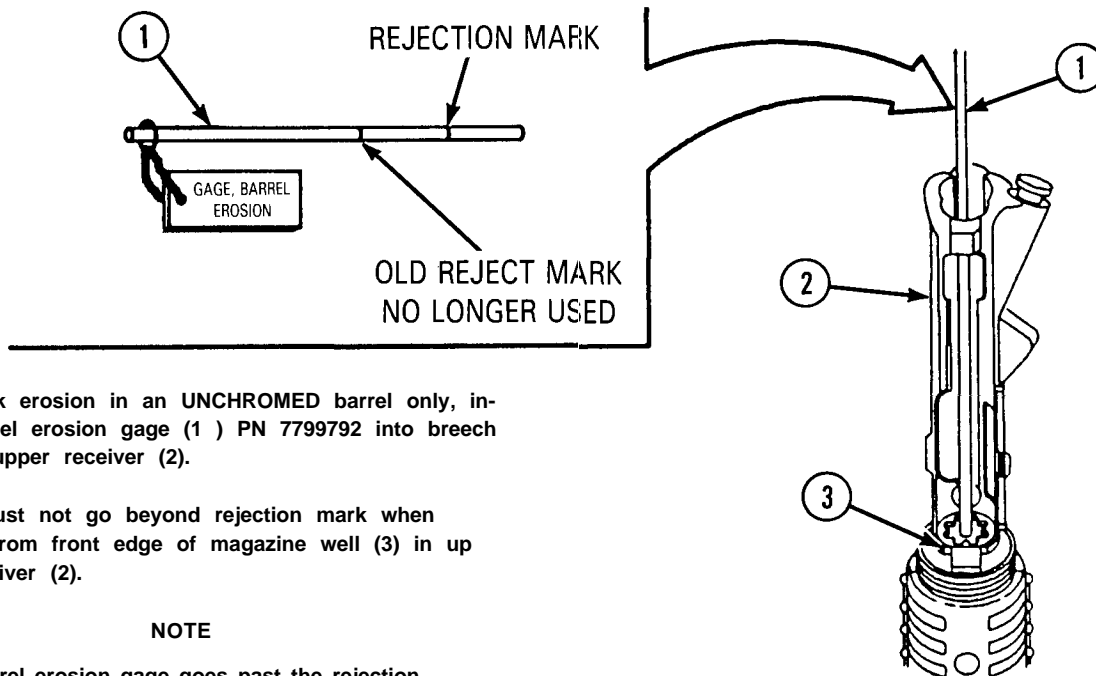 1
REJECTION MARK
1
GAGE, BARREL
EROSION
OLD REJECT MARK
NO LONGER USED
2
3
k erosion in an UNCHROMED barrel only, in-
el erosion gage (1 ) PN 7799792 into breech
upper receiver (2).
ust not go beyond rejection mark when
from front edge of magazine well (3) in up
iver (2).
NOTE
rel erosion gage goes past the rejection